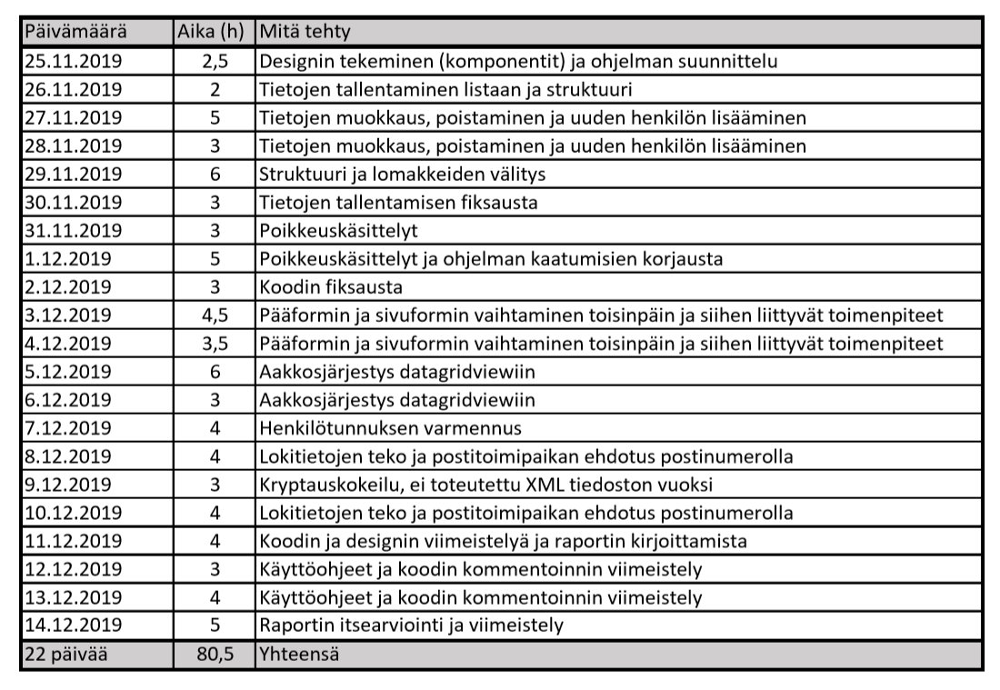 Päivämäärä Aika (h) Mitä tehty
25.11.2019 2,5 Designin tekeminen (komponentit) ja ohjelman suunnittelu
26.11.2019 2 Tietojen tallentaminen listaan ja struktuuri
27.11.2019 5 Tietojen muokkaus, poistaminen ja uuden henkilön lisääminen
28.11.2019 3 Tietojen muokkaus, poistaminen ja uuden henkilön lisääminen
29.11.2019 6 Struktuuri ja lomakkeiden välitys
30.11.2019 3 Tietojen tallentamisen fiksausta
31.11.2019 3 Poikkeuskäsittelyt
1.12.2019 5 Poikkeuskäsittelyt ja ohjelman kaatumisien korjausta
2.12.2019 3 Koodin fiksausta
3.12.2019 4,5 Pääformin ja sivuformin vaihtaminen toisinpäin ja siihen liittyvät toimenpiteet
4.12.2019 3,5 Pääformin ja sivuformin vaihtaminen toisinpäin ja siihen liittyvät toimenpiteet
5.12.2019 6 Aakkosjärjestys datagridviewiin
6.12.2019 3 Aakkosjärjestys datagridviewiin
7.12.2019 4 Henkilötunnuksen varmennus
8.12.2019 4 Lokitietojen teko ja postitoimipaikan ehdotus postinumerolla
9.12.2019 3 Kryptauskokeilu, ei toteutettu XML tiedoston vuoksi
10.12.2019 4 Lokitietojen teko ja postitoimipaikan ehdotus postinumerolla
11.12.2019 4 Koodin ja designin viimeistelyä ja raportin kirjoittamista
12.12.2019 3 Käyttöohjeet ja koodin kommentoinnin viimeistely
13.12.2019 4 Käyttöohjeet ja koodin kommentoinnin viimeistely
14.12.2019 5 Raportin itsearviointi ja viimeistely
22 päivää 80,5 Yhteensä